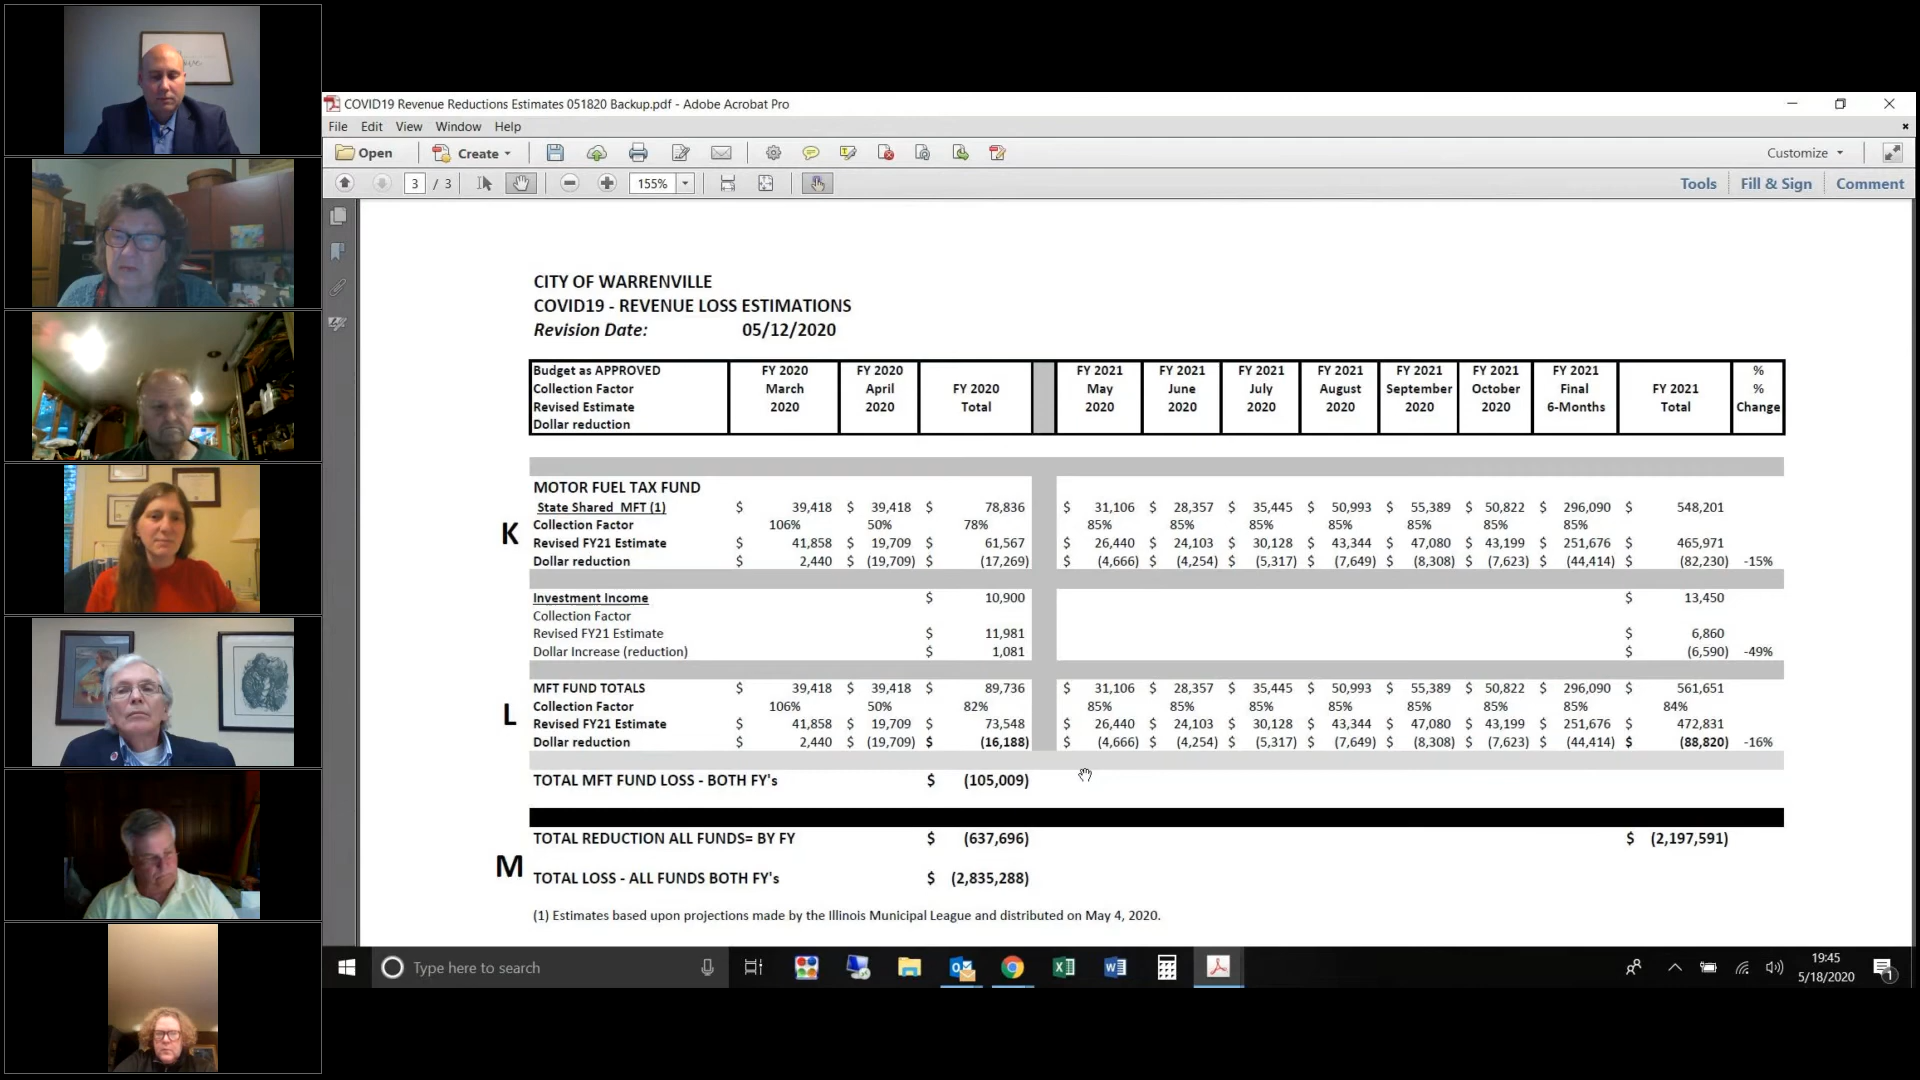 COVID19 Revenue Reductions Estimates 051820 Backup.pdf - Adobe Acrobat Pro
File Edit View Window Help
Open Create Customize
3 / 3 155% Tools Fill & Sign Comment
CITY OF WARRENVILLE
COVID19 - REVENUE LOSS ESTIMATIONS
Revision Date: 05/12/2020
Budget as APPROVED FY 2020 FY 2020 FY 2021 FY 2021 FY 2021 FY 2021 FY 2021 FY 2021 FY 2021 %
Collection Factor March April FY 2020 May June July August September October Final FY 2021 %
Revised Estimate 2020 2020 Total 2020 2020 2020 2020 2020 2020 6-Months Total Change
Dollar reduction
MOTOR FUEL TAX FUND
State Shared MFT (1) $ 39,418 $ 39,418 $ 78,836 $ 31,106 $ 28,357 $ 35,445 $ 50,993 $ 55,389 $ 50,822 $ 296,090 $ 548,201
K Collection Factor 106% 50% 78% 85% 85% 85% 85% 85% 85% 85%
Revised FY21 Estimate $ 41,858 $ 19,709 $ 61,567 $ 26,440 $ 24,103 $ 30,128 $ 43,344 $ 47,080 $ 43,199 $ 251,676 $ 465,971
Dollar reduction $ 2,440 $ (19,709) $ (17,269) $ (4,666) $ (4,254) $ (5,317) $ (7,649) $ (8,308) $ (7,623) $ (44,414) $ (82,230) -15%
Investment Income $ 10,900 $ 13,450
Collection Factor
Revised FY21 Estimate $ 11,981 $ 6,860
Dollar Increase (reduction) $ 1,081 $ (6,590) -49%
MFT FUND TOTALS $ 39,418 $ 39,418 $ 89,736 $ 31,106 $ 28,357 $ 35,445 $ 50,993 $ 55,389 $ 50,822 $ 296,090 $ 561,651
L Collection Factor 106% 50% 82% 85% 85% 85% 85% 85% 85% 85% 84%
Revised FY21 Estimate $ 41,858 $ 19,709 $ 73,548 $ 26,440 $ 24,103 $ 30,128 $ 43,344 $ 47,080 $ 43,199 $ 251,676 $ 472,831
Dollar reduction $ 2,440 $ (19,709) $ (16,188) $ (4,666) $ (4,254) $ (5,317) $ (7,649) $ (8,308) $ (7,623) $ (44,414) $ (88,820) -16%
TOTAL MFT FUND LOSS - BOTH FY's $ (105,009)
TOTAL REDUCTION ALL FUNDS= BY FY $ (637,696) $ (2,197,591)
M TOTAL LOSS - ALL FUNDS BOTH FY's $ (2,835,288)
(1) Estimates based upon projections made by the Illinois Municipal League and distributed on May 4, 2020.
Type here to search 19:45
5/18/2020 1